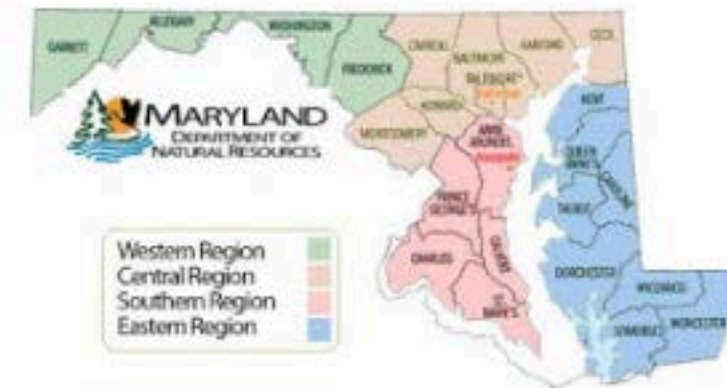 GARRETT
ALLEGANY
WASHINGTON
FREDERICK
CARROLL
BALTIMORE
HARFORD
CECIL
HOWARD
MONTGOMERY
KENT
ANNE
ARUNDEL
QUEEN
ANNE'S
CAROLINE
TALBOT
PRINCE
GEORGE'S
CALVERT
CHARLES
ST.
MARY'S
DORCHESTER
WICOMICO
SOMERSET
WORCESTER
MARYLAND
DEPARTMENT OF
NATURAL RESOURCES
Western Region
Central Region
Southern Region
Eastern Region